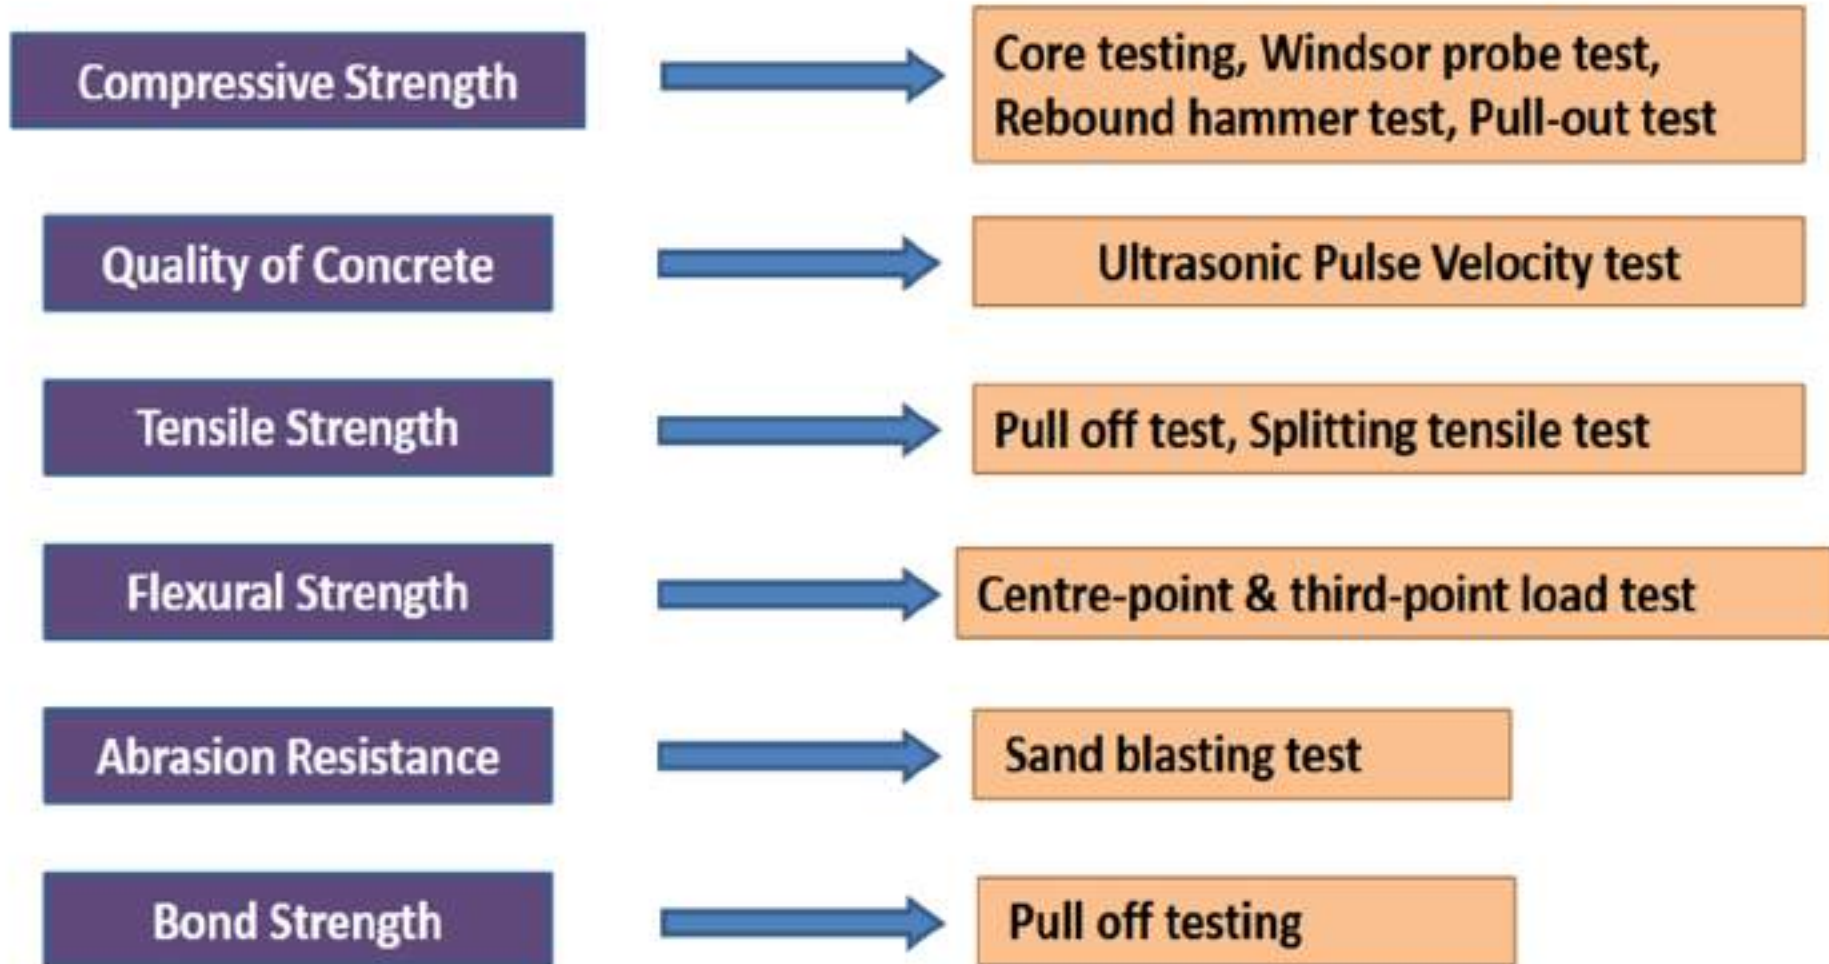 Compressive Strength
Core testing, Windsor probe test,
Rebound hammer test, Pull-out test
Quality of Concrete
Ultrasonic Pulse Velocity test
Tensile Strength
Pull off test, Splitting tensile test
Flexural Strength
Centre-point & third-point load test
Abrasion Resistance
Sand blasting test
Bond Strength
Pull off testing